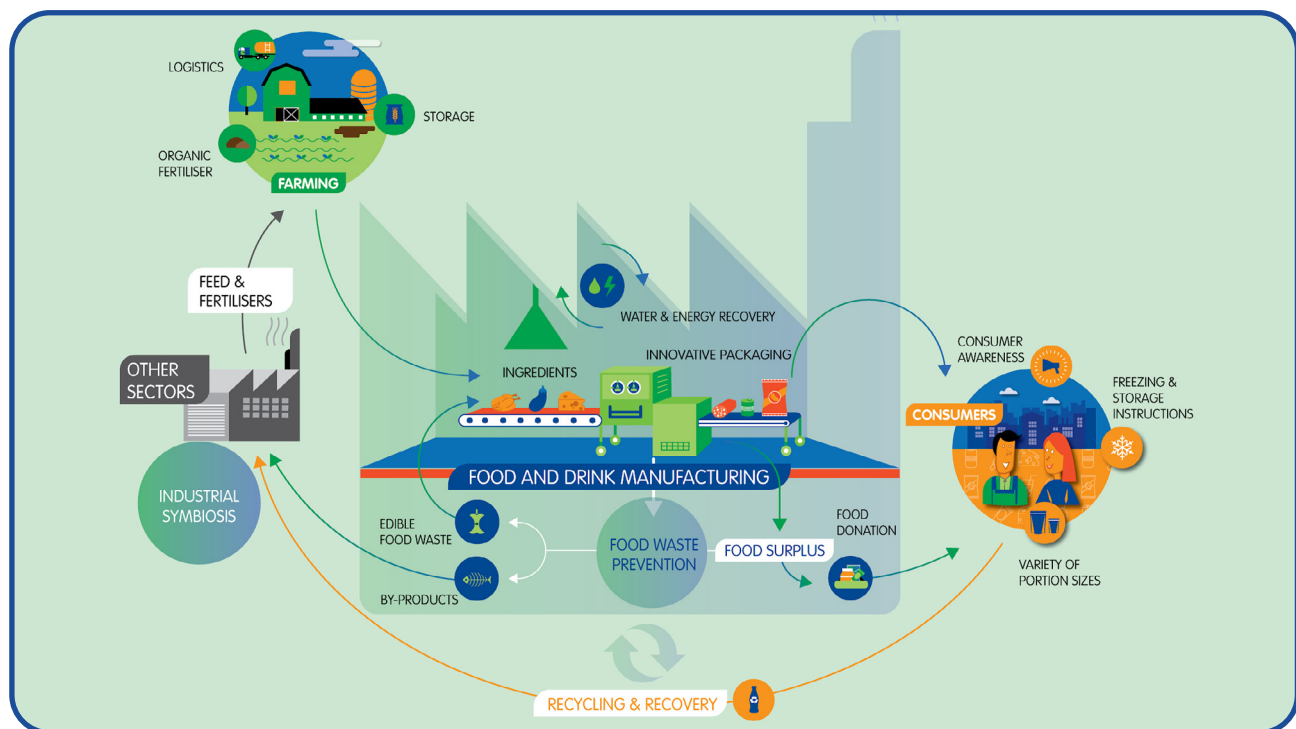 LOGISTICS
STORAGE
ORGANIC
FERTILISER
FARMING
FEED &
FERTILISERS
WATER & ENERGY RECOVERY
INNOVATIVE PACKAGING
CONSUMER
AWARENESS
OTHER
SECTORS
INGREDIENTS
FREEZING &
STORAGE
INSTRUCTIONS
CONSUMERS
FOOD AND DRINK MANUFACTURING
INDUSTRIAL
SYMBIOSIS
EDIBLE
FOOD WASTE
FOOD WASTE
PREVENTION
FOOD SURPLUS
FOOD
DONATION
BY-PRODUCTS
VARIETY OF
PORTION SIZES
RECYCLING & RECOVERY